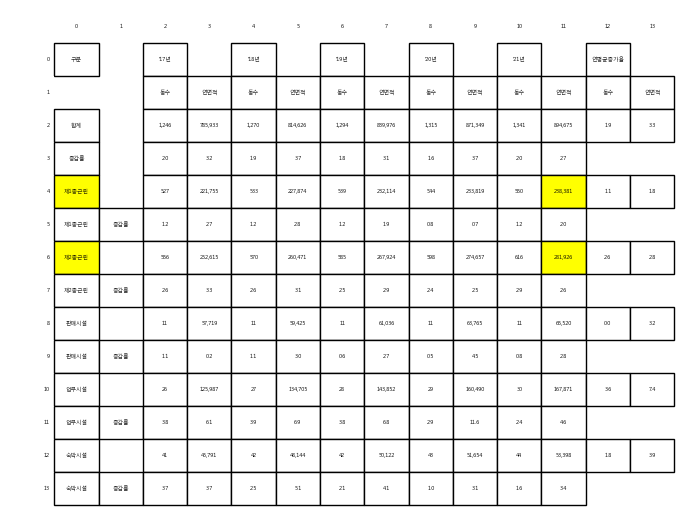 0 1 2 3 4 5 6 7 8 9 10 11 12 13
0 구분 '17년 '18년 '19년 '20년 '21년 연평균증가율
1 동수 연면적 동수 연면적 동수 연면적 동수 연면적 동수 연면적 동수 연면적
2 합계 1,246 785,933 1,270 814,626 1,294 839,976 1,315 871,349 1,341 894,675 1.9 3.3
3 증감률 2.0 3.2 1.9 3.7 1.8 3.1 1.6 3.7 2.0 2.7
4 제1종근린 527 221,755 533 227,874 539 232,114 544 233,819 550 238,381 1.1 1.8
5 제1종근린 증감률 1.2 2.7 1.2 2.8 1.2 1.9 0.8 0.7 1.2 2.0
6 제2종근린 556 252,615 570 260,471 585 267,924 598 274,657 616 281,926 2.6 2.8
7 제2종근린 증감률 2.6 3.3 2.6 3.1 2.5 2.9 2.4 2.5 2.9 2.6
8 판매시설 11 57,719 11 59,425 11 61,036 11 63,765 11 65,520 0.0 3.2
9 판매시설 증감률 1.1 0.2 1.1 3.0 0.6 2.7 0.5 4.5 0.8 2.8
10 업무시설 26 125,987 27 134,705 28 143,852 29 160,490 30 167,871 3.6 7.4
11 업무시설 증감률 3.8 6.1 3.9 6.9 3.8 6.8 2.9 11.6 2.4 4.6
12 숙박시설 41 45,791 42 48,144 42 50,122 43 51,654 44 53,398 1.8 3.9
13 숙박시설 증감률 3.7 3.7 2.5 5.1 2.1 4.1 1.0 3.1 1.6 3.4